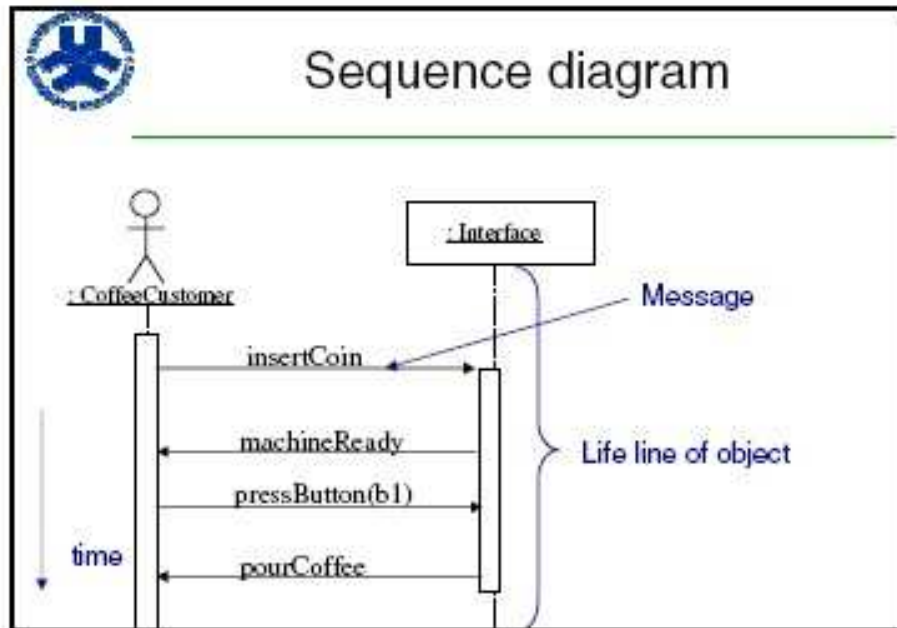 Sequence diagram
: Interface
: CoffeeCustomer
Message
insertCoin
machineReady
Life line of object
pressButton(b1)
time
pourCoffee